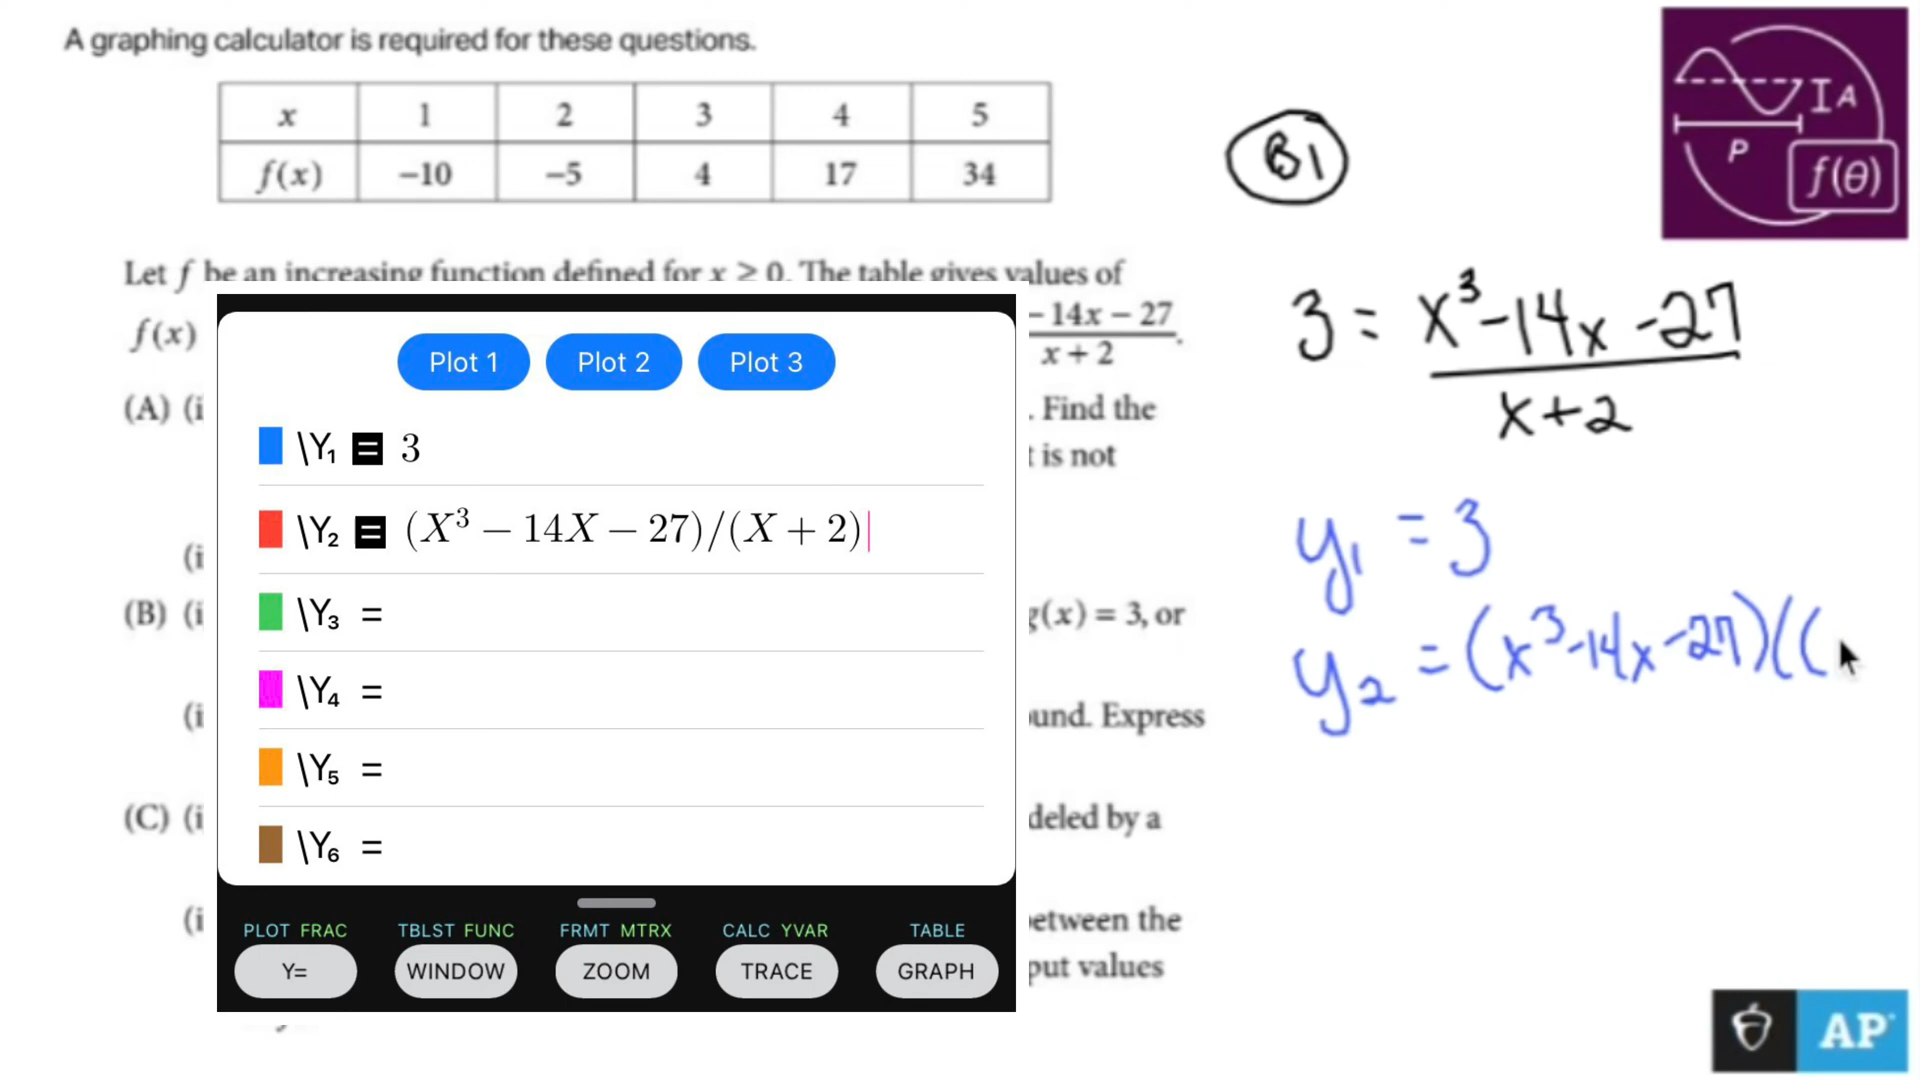 A graphing calculator is required for these questions.
x 1 2 3 4 5
f(x) −10 −5 4 17 34
B1
I A
P
f(θ)
Let f be an increasing function defined for x ≥ 0. The table gives values of
f(x)
− 14x − 27
x + 2 .
3 = x³-14x-27
x+2
(A) (i
. Find the
is not
(i
(B) (i
(x) = 3, or
(i
und. Express
(C) (i
deled by a
(i
etween the
put values
Plot 1 Plot 2 Plot 3
\Y₁ = 3
\Y₂ = (X³ − 14X − 27)/(X + 2)
\Y₃ =
\Y₄ =
\Y₅ =
\Y₆ =
PLOT FRAC TBLST FUNC FRMT MTRX CALC YVAR TABLE
Y= WINDOW ZOOM TRACE GRAPH
y₁ = 3
y₂ = (x³-14x-27)((
AP